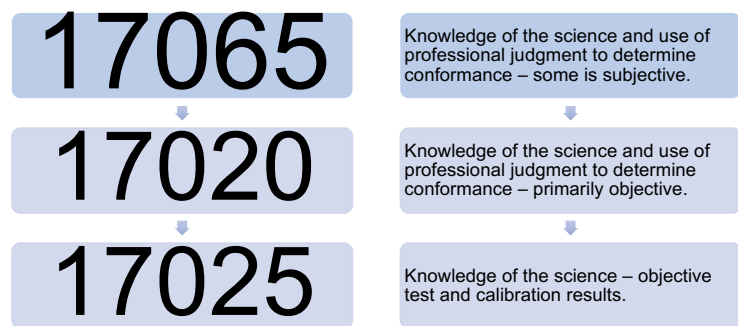 17065
Knowledge of the science and use of
professional judgment to determine
conformance – some is subjective.
17020
Knowledge of the science and use of
professional judgment to determine
conformance – primarily objective.
17025
Knowledge of the science – objective
test and calibration results.